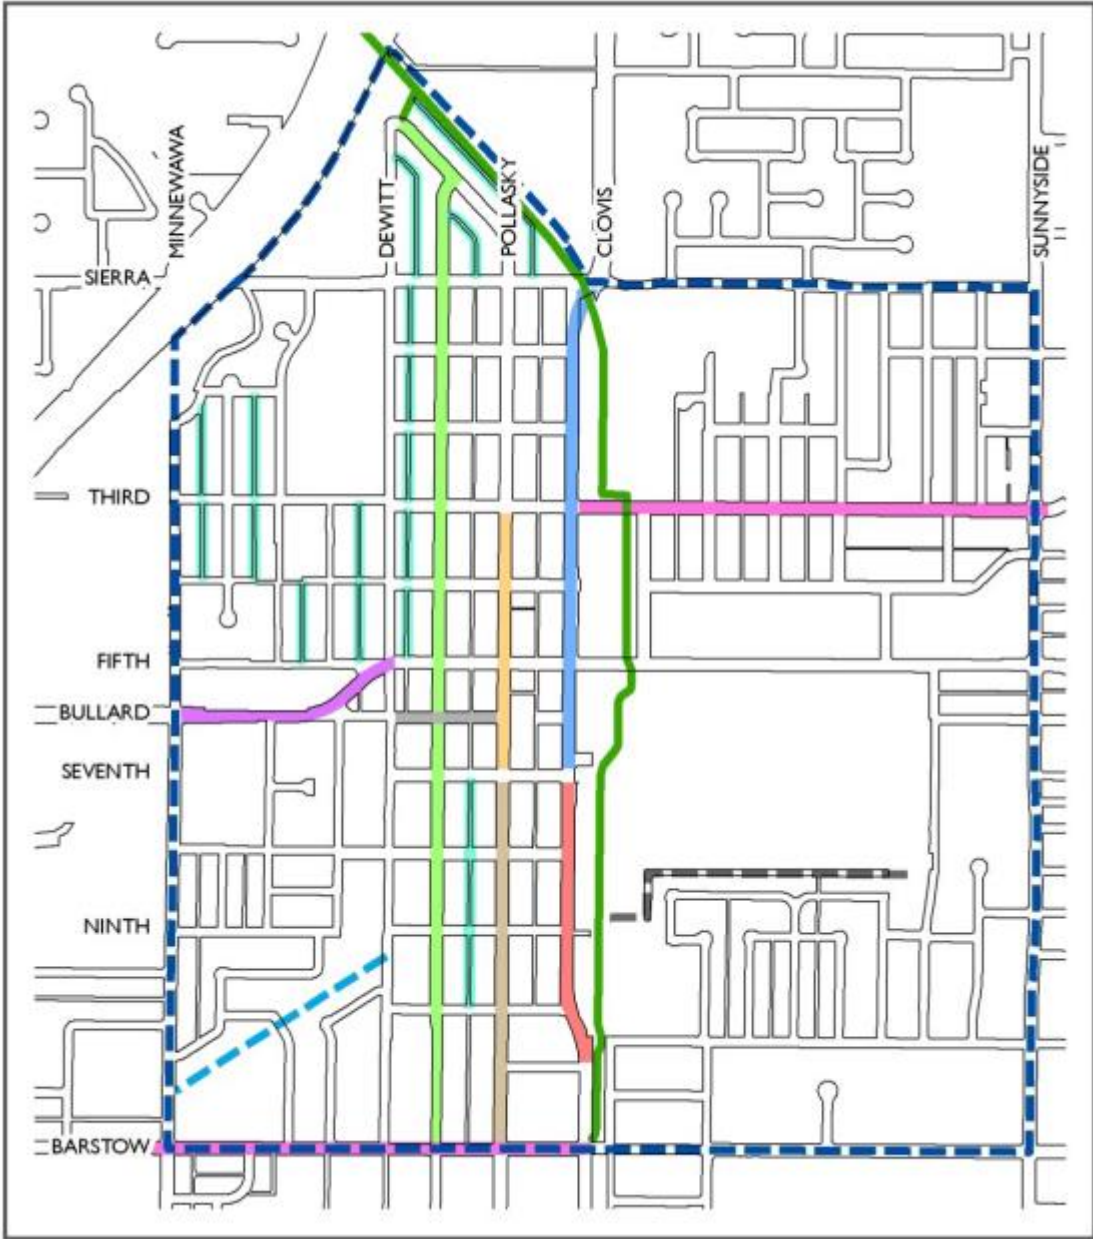 MINNEWAWA
DEWITT
POLLASKY
CLOVIS
SUNNYSIDE
SIERRA
THIRD
FIFTH
BULLARD
SEVENTH
NINTH
BARSTOW